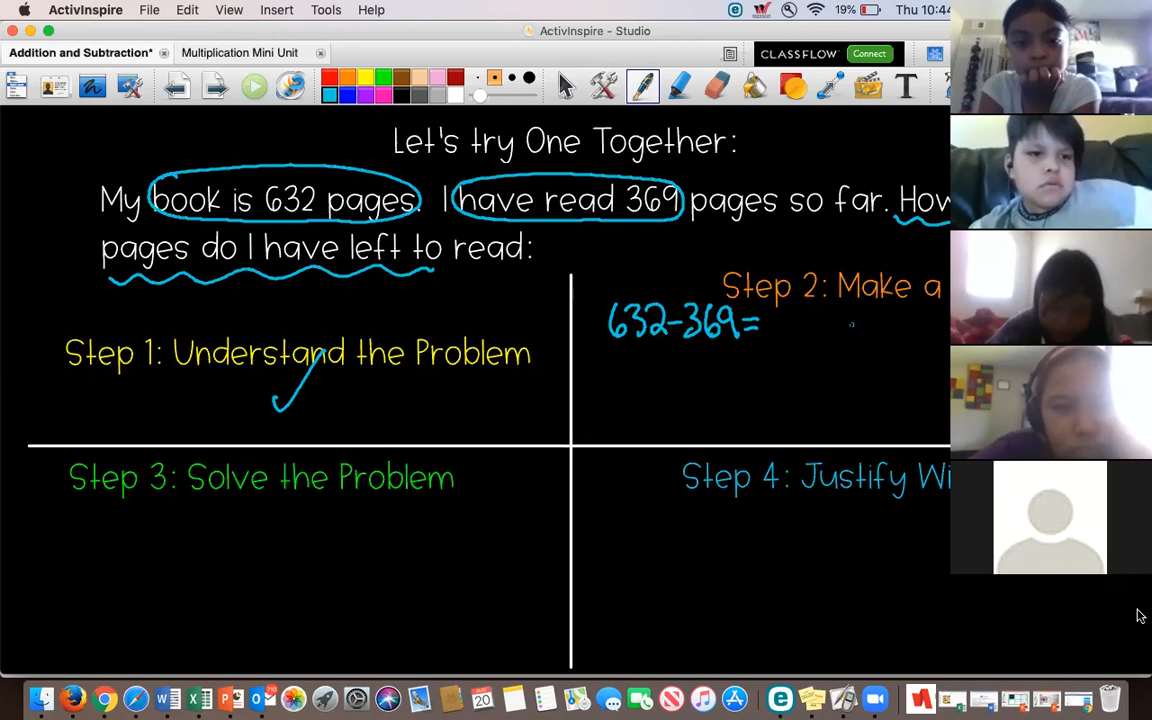 ActivInspire File Edit View Insert Tools Help 19% Thu 10:44
ActivInspire - Studio
Addition and Subtraction* Multiplication Mini Unit CLASSFLOW Connect
Let's try One Together:
My book is 632 pages. I have read 369 pages so far. How
pages do I have left to read:
Step 2: Make a
632-369=
Step 1: Understand the Problem
Step 3: Solve the Problem
Step 4: Justify Wi
AUG
20